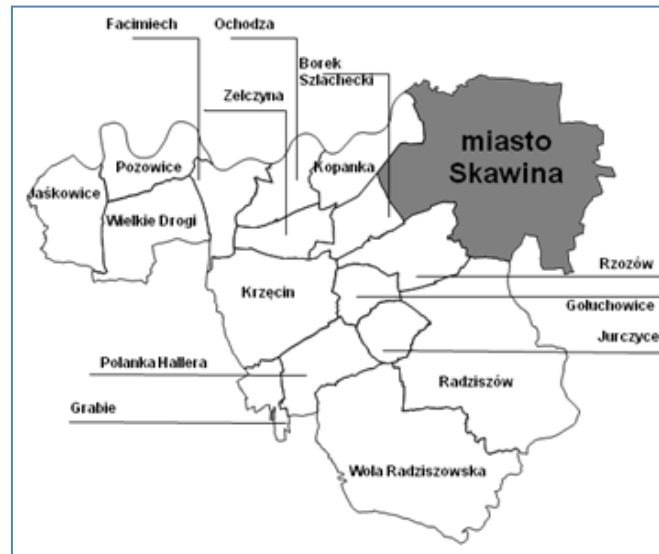 Facimiech
Ochodza
Borek
Szlachecki
Zelczyna
miasto
Skawina
Pozowice
Kopanka
Jaśkowice
Wielkie Drogi
Rzozów
Krzęcin
Gołuchowice
Jurczyce
Polanka Hallera
Radziszów
Grabie
Wola Radziszowska